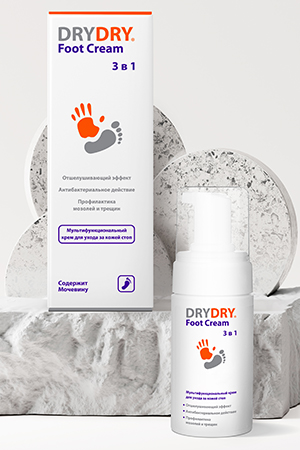 DRYDRY®
Foot Cream
3 в 1
Отшелушивающий эффект
Антибактериальное действие
Профилактика
мозолей и трещин
Мультифункциональный
крем для ухода за кожей стоп
Содержит
Мочевину
DRYDRY®
Foot Cream
3 в 1
Мультифункциональный крем
для ухода за кожей стоп
• Отшелушивающий эффект
• Антибактериальное действие
• Профилактика
мозолей и трещин